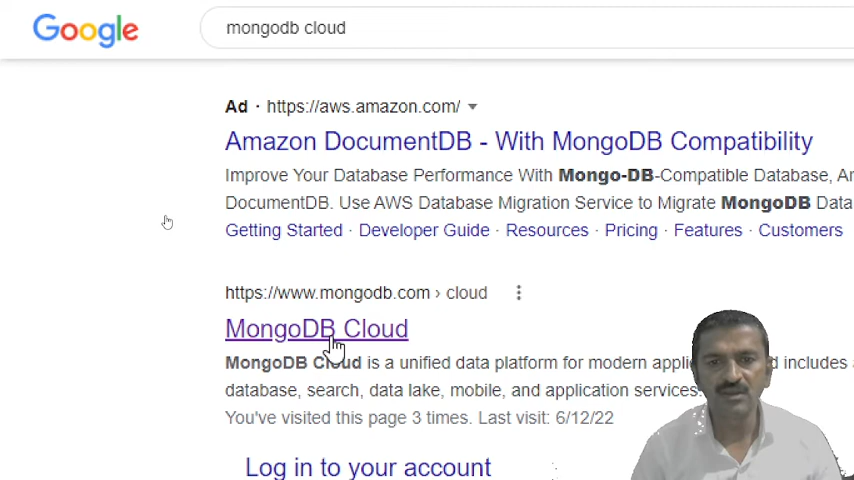 Google
mongodb cloud
Ad · https://aws.amazon.com/
Amazon DocumentDB - With MongoDB Compatibility
Improve Your Database Performance With Mongo-DB-Compatible Database,
DocumentDB. Use AWS Database Migration Service to Migrate MongoDB Data
Getting Started · Developer Guide · Resources · Pricing · Features · Customers
https://www.mongodb.com › cloud
MongoDB Cloud
MongoDB Cloud is a unified data platform for modern includes
database, search, data lake, mobile, and application services.
You've visited this page 3 times. Last visit: 6/12/22
Log in to your account